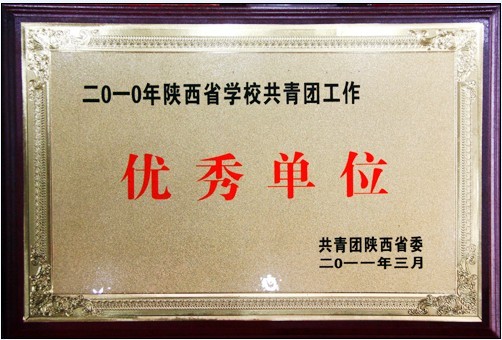 二0一0年陕西省学校共青团工作
优秀单位
共青团陕西省委
二0一一年三月